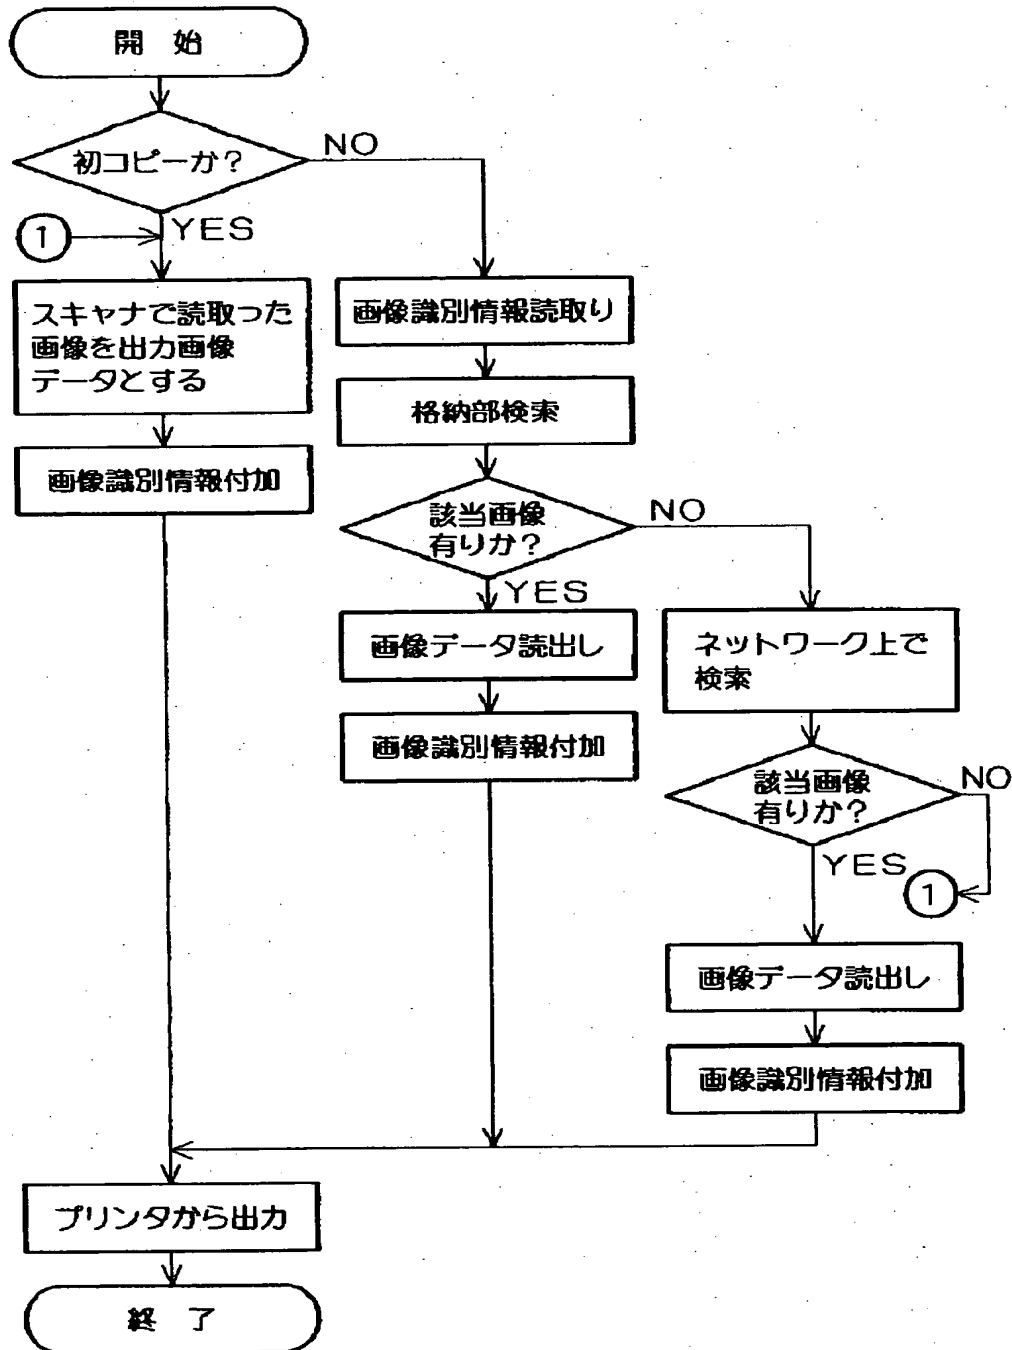 開 始
初コピーか?
NO
YES
1
スキャナで読取った
画像を出力画像
データとする
画像識別情報付加
画像識別情報読取り
格納部検索
該当画像
有りか?
NO
YES
画像データ読出し
画像識別情報付加
ネットワーク上で
検索
該当画像
有りか?
NO
YES
1
画像データ読出し
画像識別情報付加
プリンタから出力
終 了